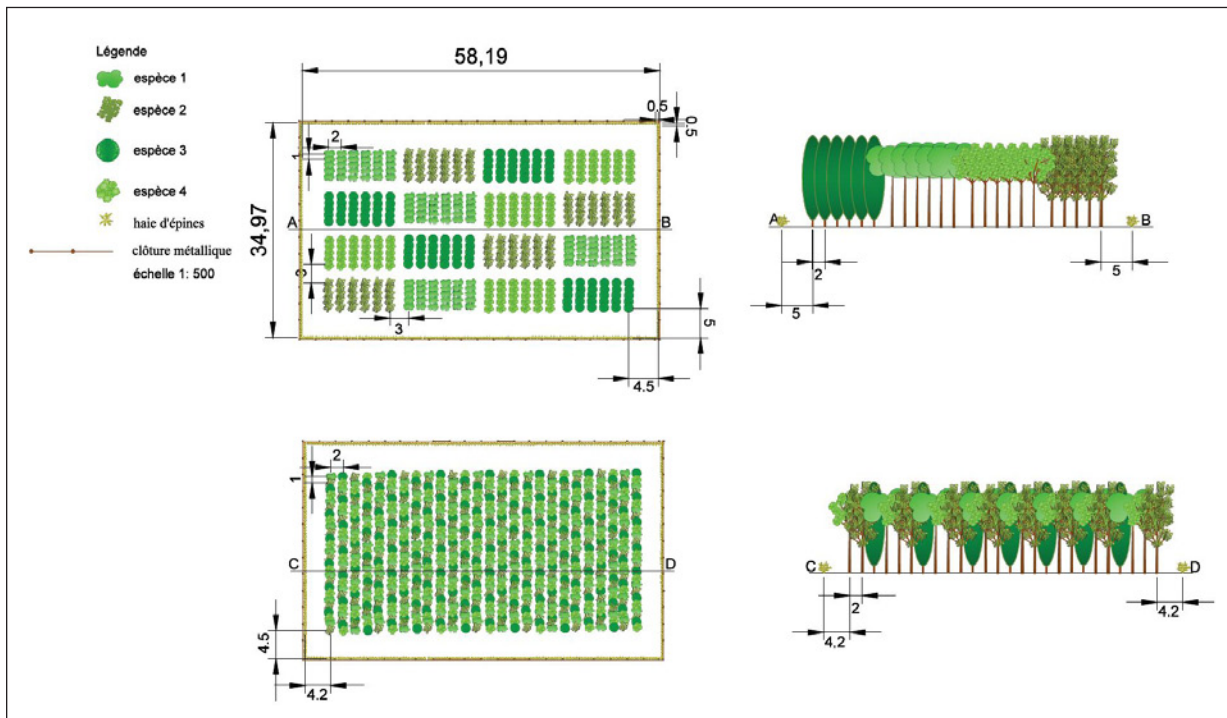 Légende
espèce 1
espèce 2
espèce 3
espèce 4
haie d'épines
clôture métallique
échelle 1: 500
58,19
0.5
0.5
34,97
2
1
A
B
3
3
5
4.5
A
B
2
5
5
2
1
C
D
4.5
4.2
C
D
2
4.2
4,2